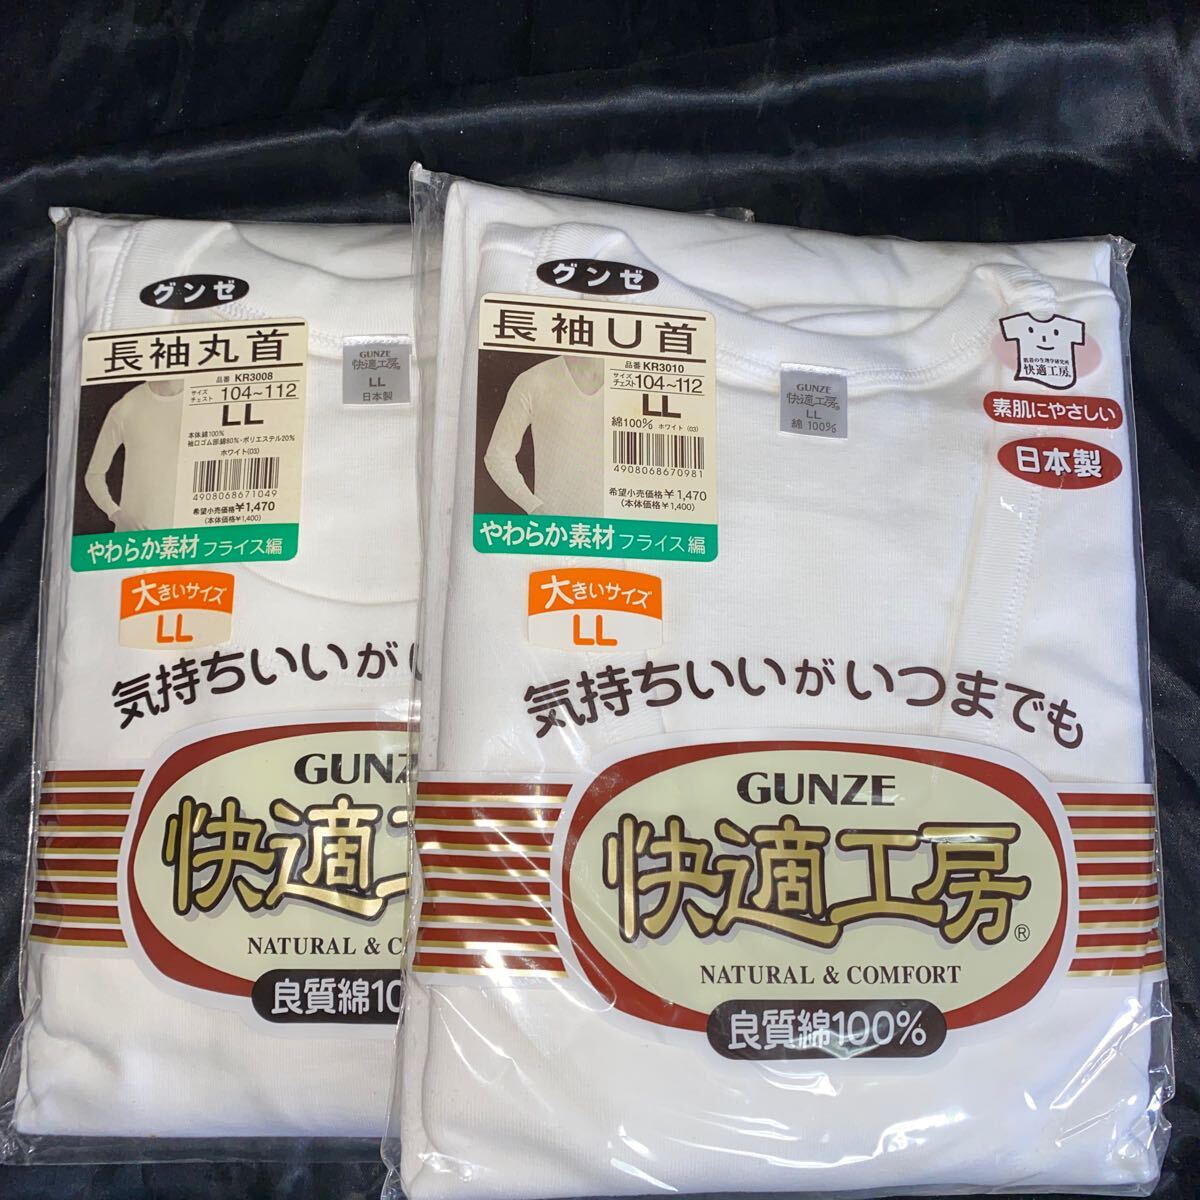 グンゼ
長袖丸首
品番 KR3008
サイズ
チェスト 104~112
LL
本体綿100%
袖口ゴム部綿80%・ポリエステル20%
ホワイト(03)
4908068671049
希望小売価格¥1,470
(本体価格¥1,400)
やわらか素材 フライス編
大きいサイズ
LL
GUNZE
快適工房
LL
日本製
気持ちいいが
GUNZ
快適
NATURAL & C
良質綿10
グンゼ
長袖U首
品番 KR3010
サイズ
チェスト 104~112
LL
綿100% ホワイト(03)
4908068670981
希望小売価格¥1,470
(本体価格¥1,400)
やわらか素材 フライス編
大きいサイズ
LL
GUNZE
快適工房
LL
綿100%
肌着の生理学研究所
快適工房
素肌にやさしい
日本製
気持ちいいがいつまでも
GUNZE
快適工房®
NATURAL & COMFORT
良質綿100%